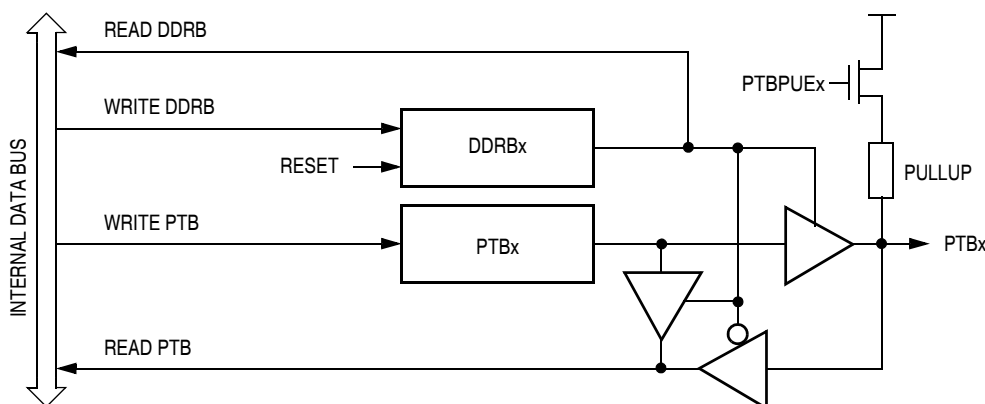 READ DDRB
PTBPUEx
WRITE DDRB
DDRBx
RESET
PULLUP
INTERNAL DATA BUS
WRITE PTB
PTBx
PTBx
READ PTB